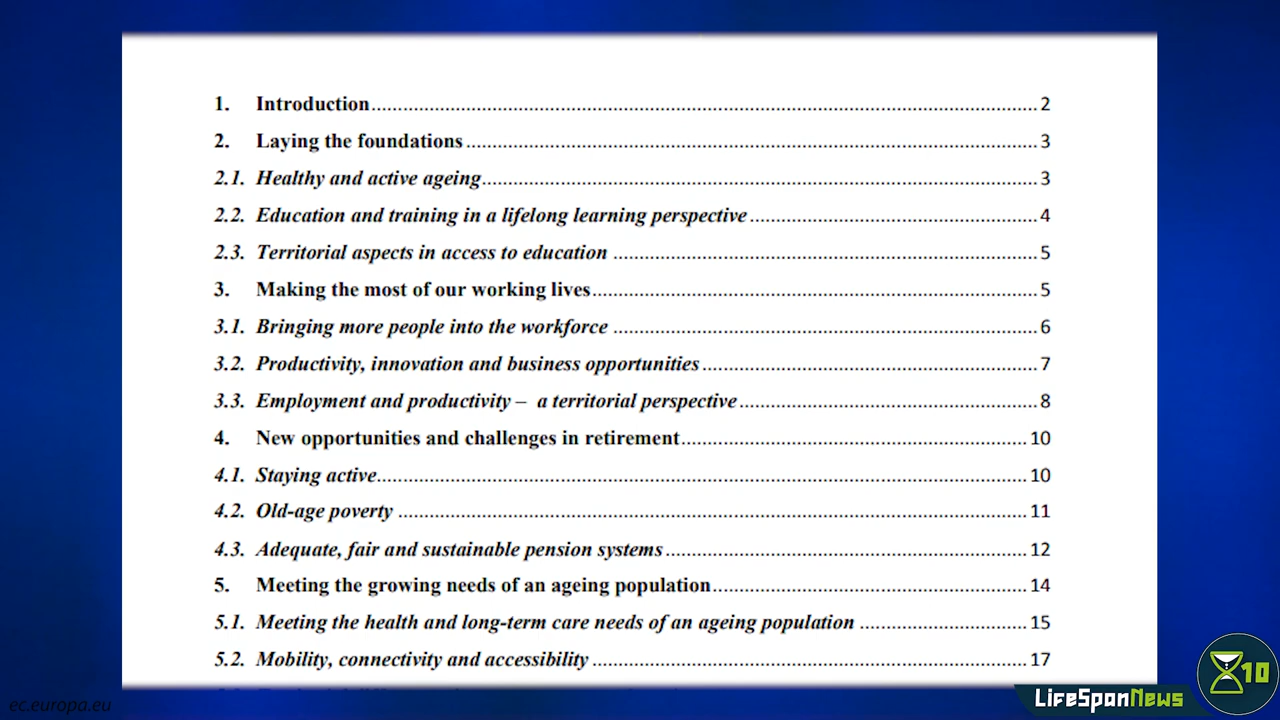 1. Introduction 2
2. Laying the foundations 3
2.1. Healthy and active ageing 3
2.2. Education and training in a lifelong learning perspective 4
2.3. Territorial aspects in access to education 5
3. Making the most of our working lives 5
3.1. Bringing more people into the workforce 6
3.2. Productivity, innovation and business opportunities 7
3.3. Employment and productivity – a territorial perspective 8
4. New opportunities and challenges in retirement 10
4.1. Staying active 10
4.2. Old-age poverty 11
4.3. Adequate, fair and sustainable pension systems 12
5. Meeting the growing needs of an ageing population 14
5.1. Meeting the health and long-term care needs of an ageing population 15
5.2. Mobility, connectivity and accessibility 17
ec.europa.eu
LifeSpanNews
10